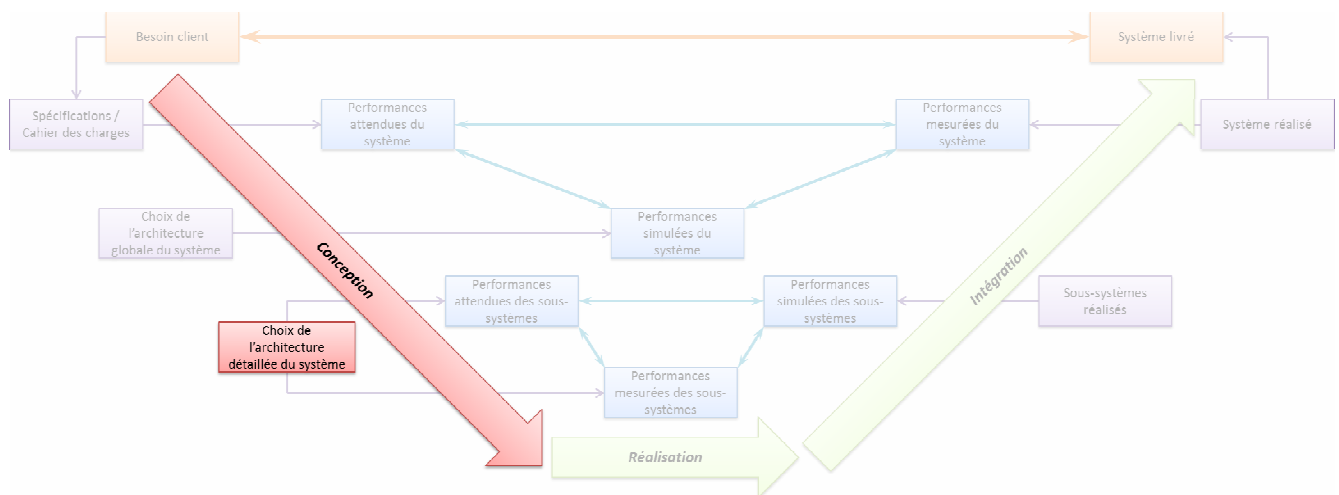 Besoin client
Système livré
Spécifications /
Cahier des charges
Performances
attendues du
système
Performances
mesurées du
système
Système réalisé
Choix de
l'architecture
globale du système
Performances
simulées du
système
Conception
Intégration
Performances
attendues des sous-
systèmes
Performances
simulées des sous-
systèmes
Sous-systèmes
réalisés
Choix de
l'architecture
détaillée du système
Performances
mesurées des sous-
systèmes
Réalisation